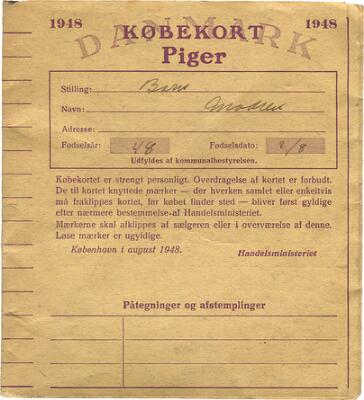 DANMARK
1948 KØBEKORT 1948
Piger
Stilling: Barn
Navn:
Adresse:
Fødselsår: 48 Fødselsdato: 2/8
Udfyldes af kommunalbestyrelsen.
Købekortet er strengt personligt. Overdragelse af kortet er forbudt.
De til kortet knyttede mærker — der hverken samlet eller enkeltvis
må fraklippes kortet, før købet finder sted — bliver først gyldige
efter nærmere bestemmelse af Handelsministeriet.
Mærkerne skal afklippes af sælgeren eller i overværelse af denne.
Løse mærker er ugyldige.
København i august 1948. Handelsministeriet
Påtegninger og afstemplinger